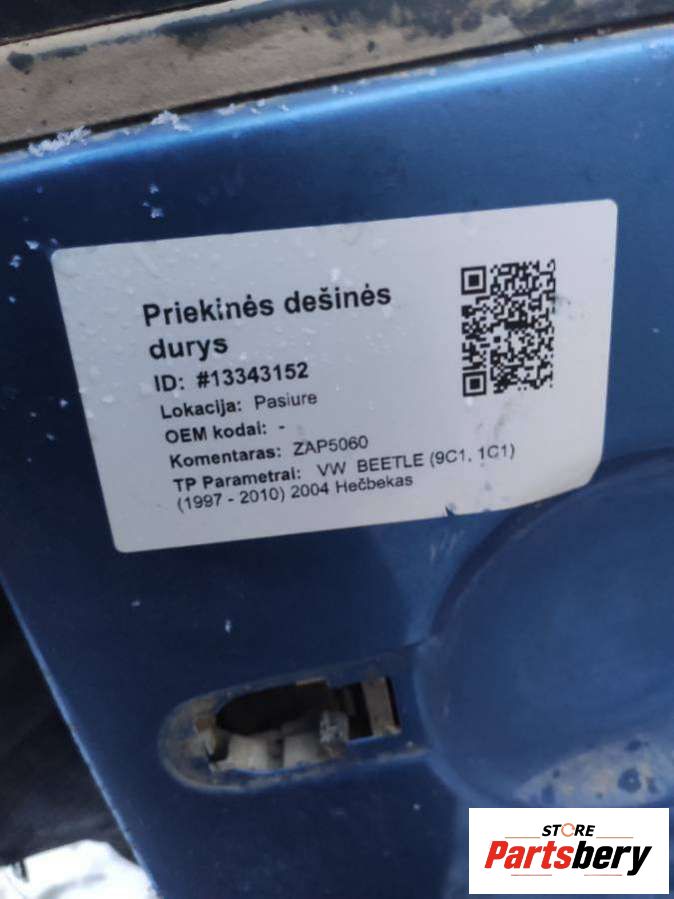 Priekinės dešinės
durys
ID: #13343152
Lokacija: Pasiure
OEM kodai: -
Komentaras: ZAP5060
TP Parametrai: VW BEETLE (9C1, 1C1)
(1997 - 2010) 2004 Hečbekas
STORE
Partsbery